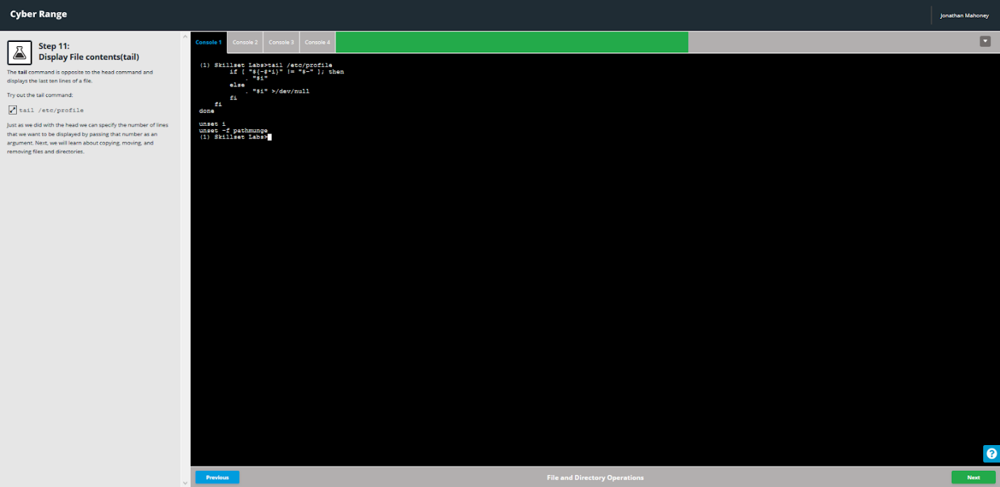 Cyber Range
Jonathan Mahoney
Step 11:
Display File contents(tail)
The tail command is opposite to the head command and
displays the last ten lines of a file.
Try out the tail command:
tail /etc/profile
Just as we did with the head we can specify the number of lines
that we want to be displayed by passing that number as an
argument. Next, we will learn about copying, moving, and
removing files and directories.
Console 1 Console 2 Console 3 Console 4
(1) Skillset Labs>tail /etc/profile
if [ "${-#*i}" != "$-" ]; then
. "$i"
else
. "$i" >/dev/null
fi
fi
done
unset i
unset -f pathmunge
(1) Skillset Labs>
?
Previous
File and Directory Operations
Next